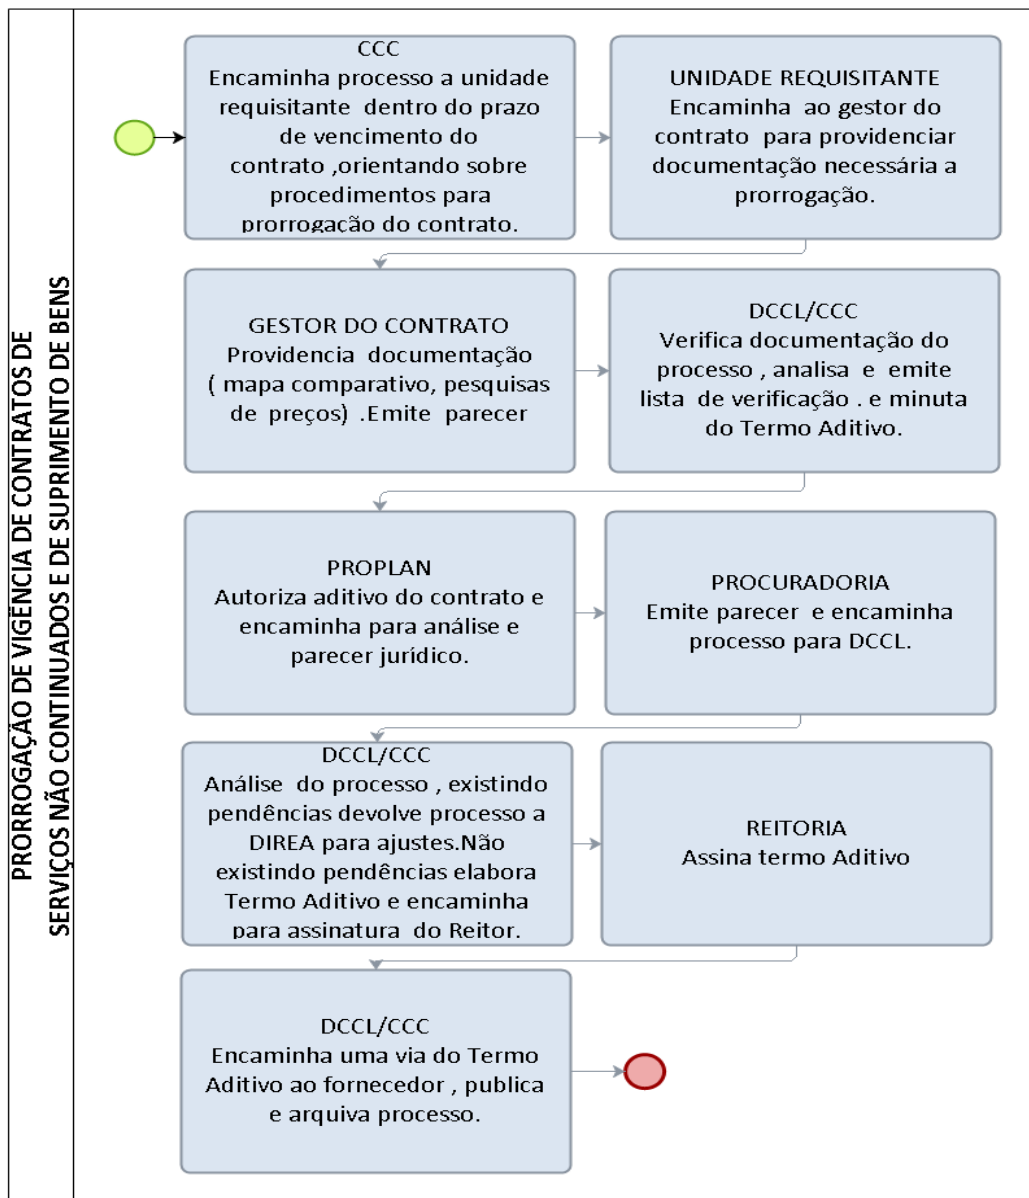 PRORROGAÇÃO DE VIGÊNCIA DE CONTRATOS DE
SERVIÇOS NÃO CONTINUADOS E DE SUPRIMENTO DE BENS
CCC
Encaminha processo a unidade
requisitante dentro do prazo
de vencimento do
contrato ,orientando sobre
procedimentos para
prorrogação do contrato.
UNIDADE REQUISITANTE
Encaminha ao gestor do
contrato para providenciar
documentação necessária a
prorrogação.
GESTOR DO CONTRATO
Providencia documentação
( mapa comparativo, pesquisas
de preços) .Emite parecer
DCCL/CCC
Verifica documentação do
processo , analisa e emite
lista de verificação . e minuta
do Termo Aditivo.
PROPLAN
Autoriza aditivo do contrato e
encaminha para análise e
parecer jurídico.
PROCURADORIA
Emite parecer e encaminha
processo para DCCL.
DCCL/CCC
Análise do processo , existindo
pendências devolve processo a
DIREA para ajustes.Não
existindo pendências elabora
Termo Aditivo e encaminha
para assinatura do Reitor.
REITORIA
Assina termo Aditivo
DCCL/CCC
Encaminha uma via do Termo
Aditivo ao fornecedor , publica
e arquiva processo.